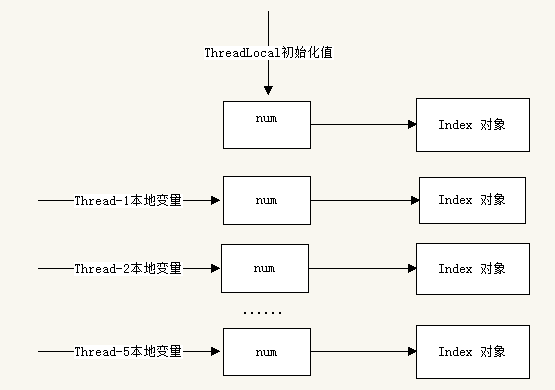 ThreadLocal初始化值
num
Index 对象
Thread-1本地变量
num
Index 对象
Thread-2本地变量
num
Index 对象
......
Thread-5本地变量
num
Index 对象